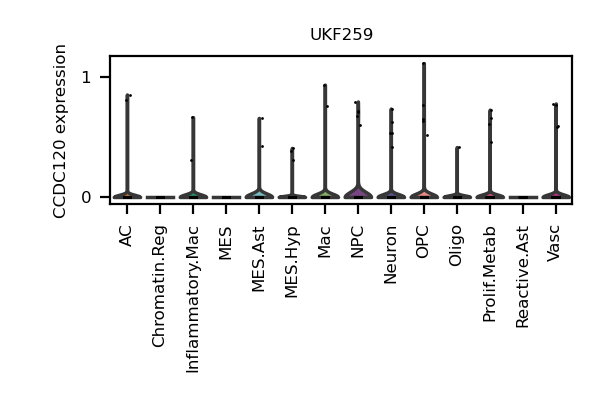 UKF259
CCDC120 expression
1
0
AC
Chromatin.Reg
Inflammatory.Mac
MES
MES.Ast
MES.Hyp
Mac
NPC
Neuron
OPC
Oligo
Prolif.Metab
Reactive.Ast
Vasc